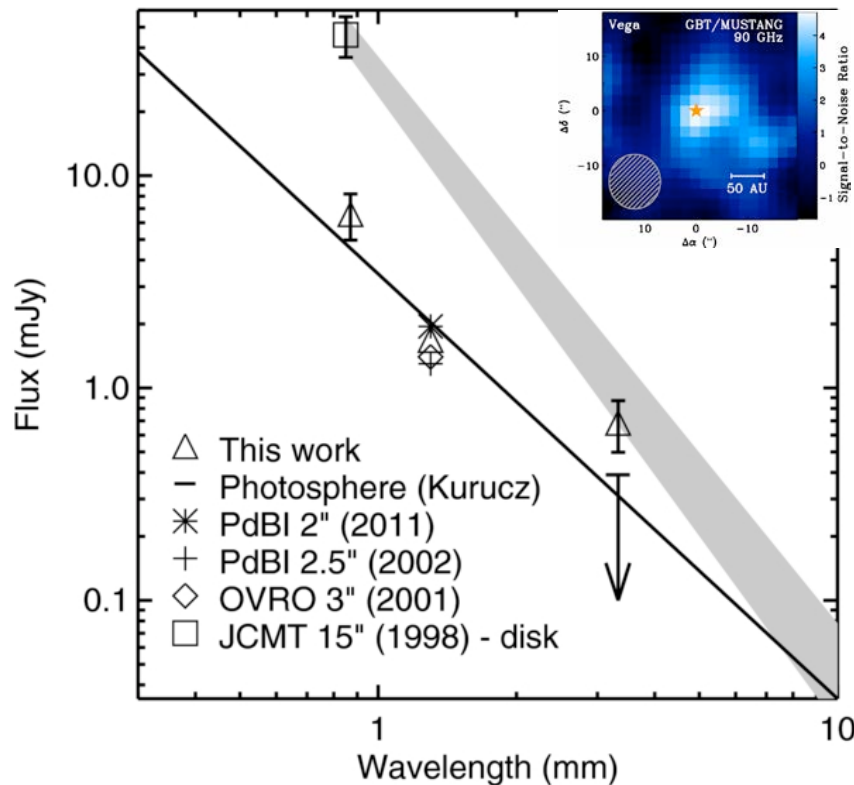 Vega GBT/MUSTANG
90 GHz
10
0
-10
Δδ (")
50 AU
10 0 -10
Δα (")
4
3
2
1
0
-1
Signal-to-Noise Ratio
10.0
1.0
0.1
Flux (mJy)
△ This work
– Photosphere (Kurucz)
✳ PdBI 2" (2011)
+ PdBI 2.5" (2002)
◇ OVRO 3" (2001)
□ JCMT 15" (1998) - disk
1 10
Wavelength (mm)